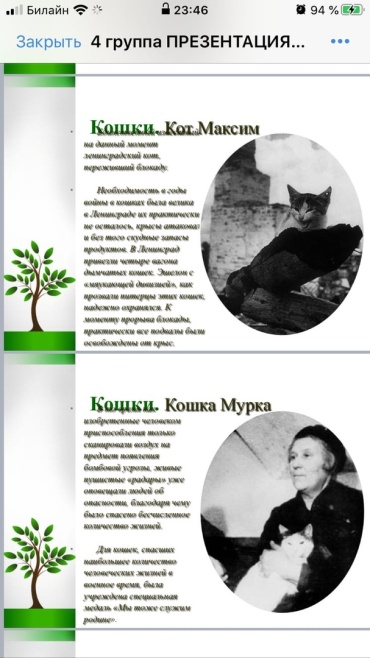 Билайн 23:46 94 %
Закрыть 4 группа ПРЕЗЕНТАЦИЯ...
Кошки. Кот Максим
на данный момент
ленинградский кот,
переживший блокаду.
Необходимость в годы
войны в кошках была велика
в Ленинграде их практически
не осталось, крысы атаковал
и без того скудные запасы
продуктов. В Ленинград
привезли четыре вагона
дымчатых кошек. Эшелон с
«мяукающей дивизией», как
прозвали питерцы этих кошек,
надежно охранялся. К
моменту прорыва блокады,
практически все подвалы были
освобождены от крыс.
Кошки. Кошка Мурка
изобретенные человеком
приспособления только
сканировали воздух на
предмет появления
бомбовой угрозы, живые
пушистые «радары» уже
оповещали людей об
опасности, благодаря чему
было спасено бесчисленное
количество жизней.
Для кошек, спасших
наибольшее количество
человеческих жизней в
военное время, была
учреждена специальная
медаль «Мы тоже служим
родине».